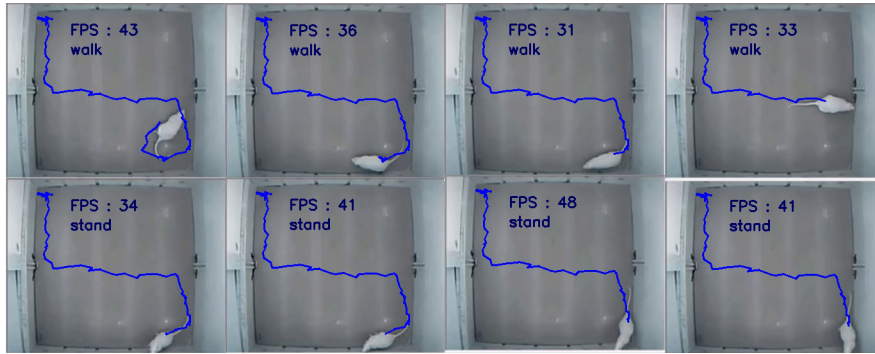 FPS : 43
walk
FPS : 36
walk
FPS : 31
walk
FPS : 33
walk
FPS : 34
stand
FPS : 41
stand
FPS : 48
stand
FPS : 41
stand